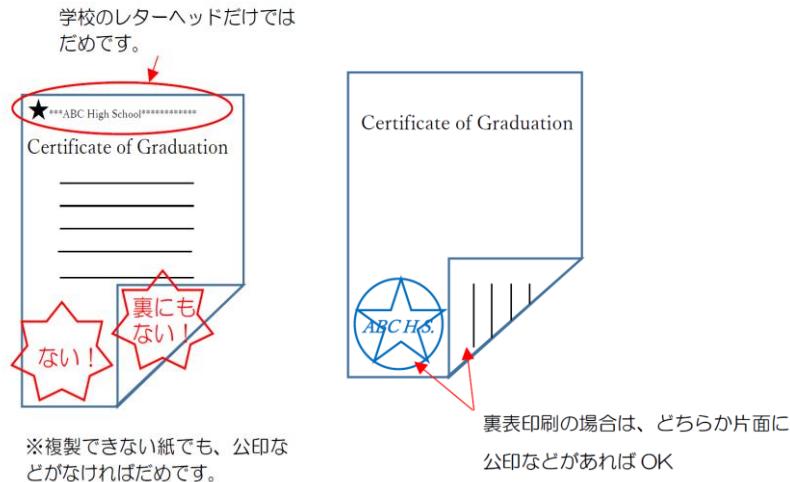 学校のレターヘッドだけでは
だめです。
★***ABC High School************
Certificate of Graduation
裏にも
ない！
ない！
※複製できない紙でも、公印な
どがなければだめです。
Certificate of Graduation
ABC H.S.
裏表印刷の場合は、どちらか片面に
公印などがあれば OK